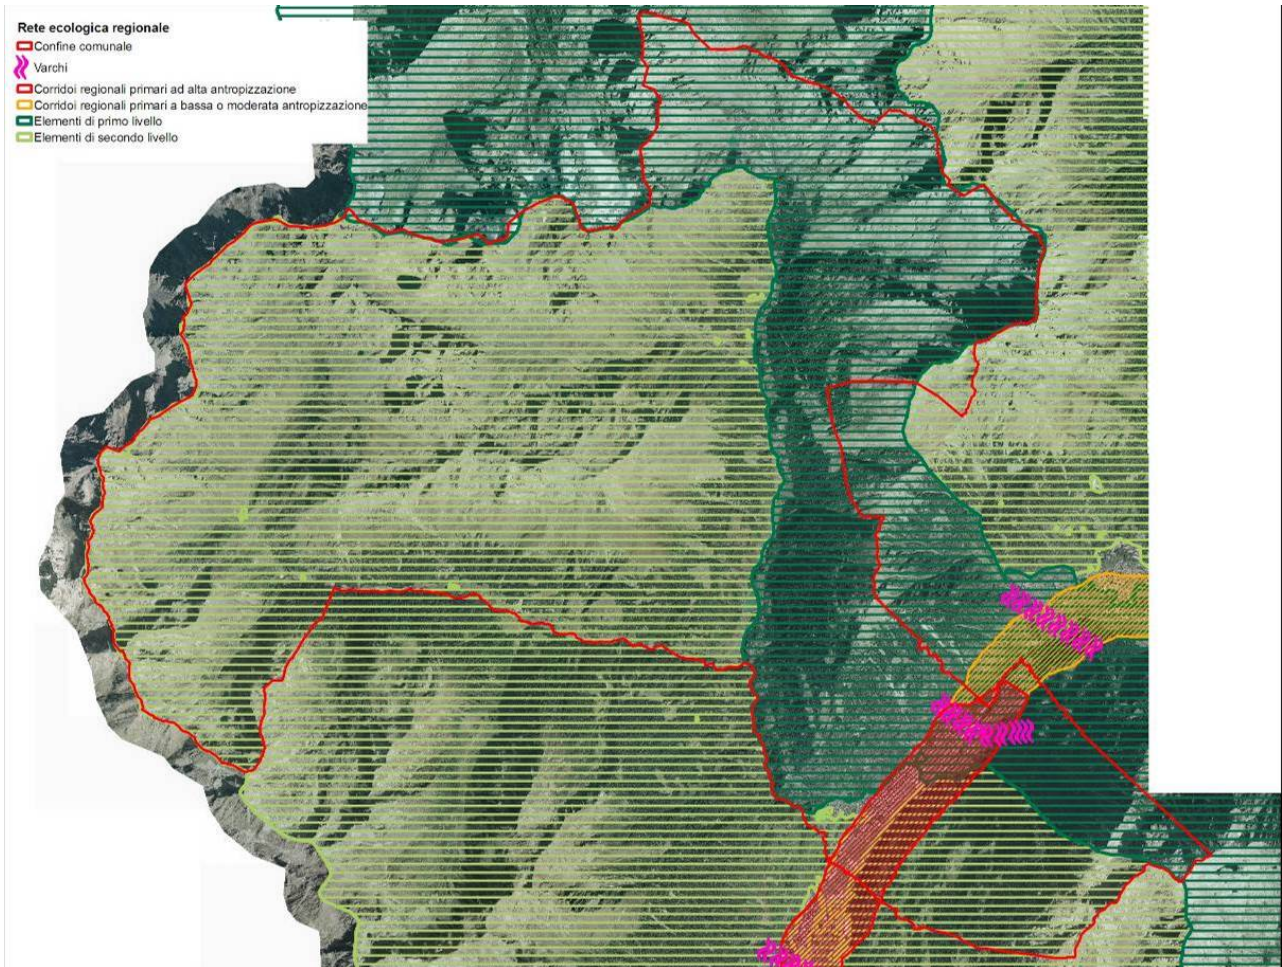 Rete ecologica regionale
Confine comunale
Varchi
Corridoi regionali primari ad alta antropizzazione
Corridoi regionali primari a bassa o moderata antropizzazione
Elementi di primo livello
Elementi di secondo livello